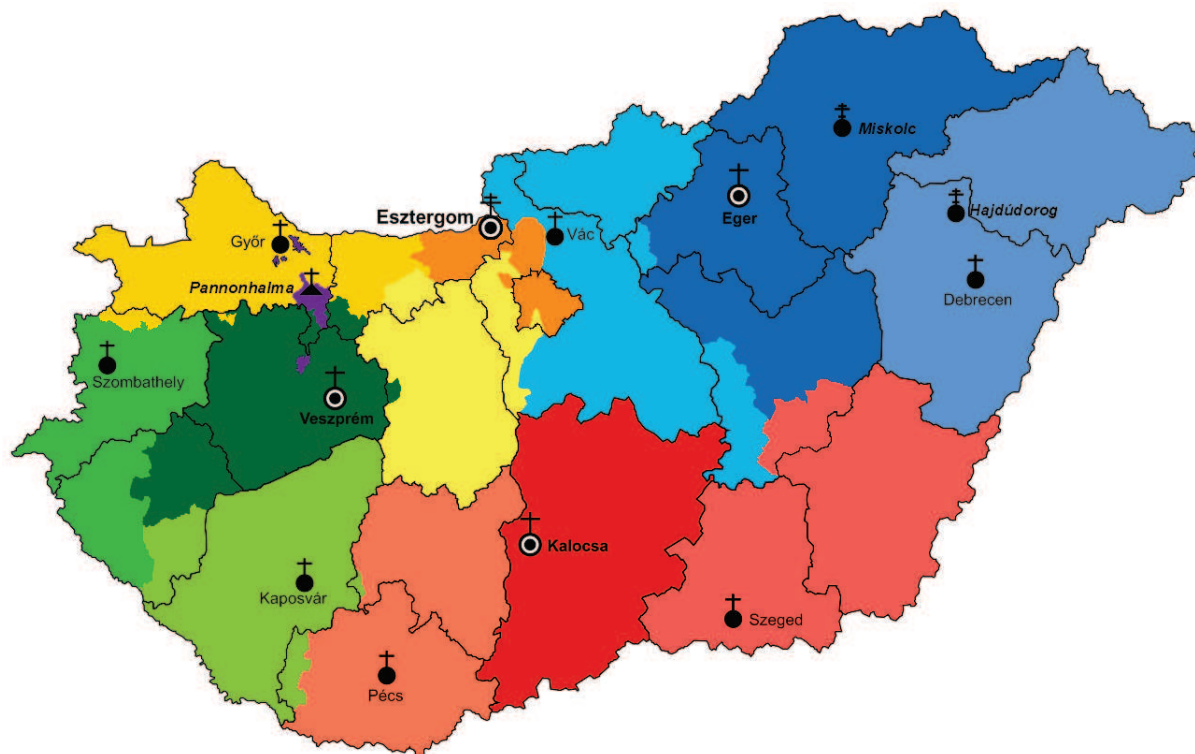 Miskolc
Eger
Hajdúdorog
Esztergom
Vác
Győr
Debrecen
Pannonhalma
Szombathely
Veszprém
Kalocsa
Kaposvár
Szeged
Pécs